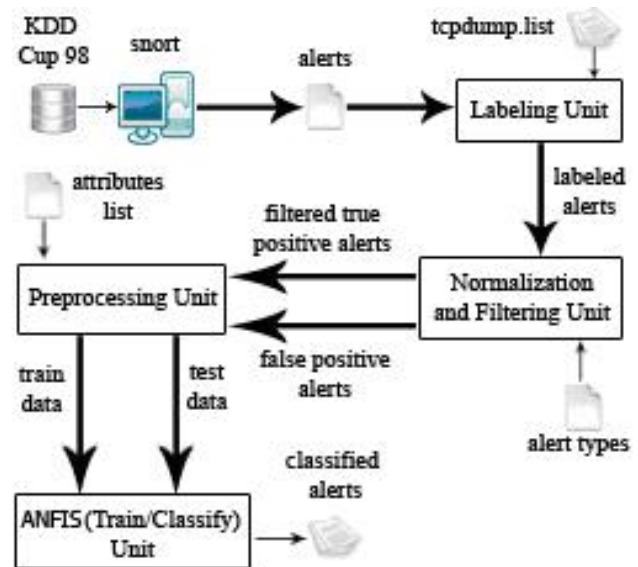 KDD
Cup 98
snort
alerts
tcpdump.list
Labeling Unit
labeled
alerts
attributes
list
filtered true
positive alerts
Preprocessing Unit
Normalization
and Filtering Unit
false positive
alerts
train
data
test
data
alert types
classified
alerts
ANFIS (Train/Classify)
Unit